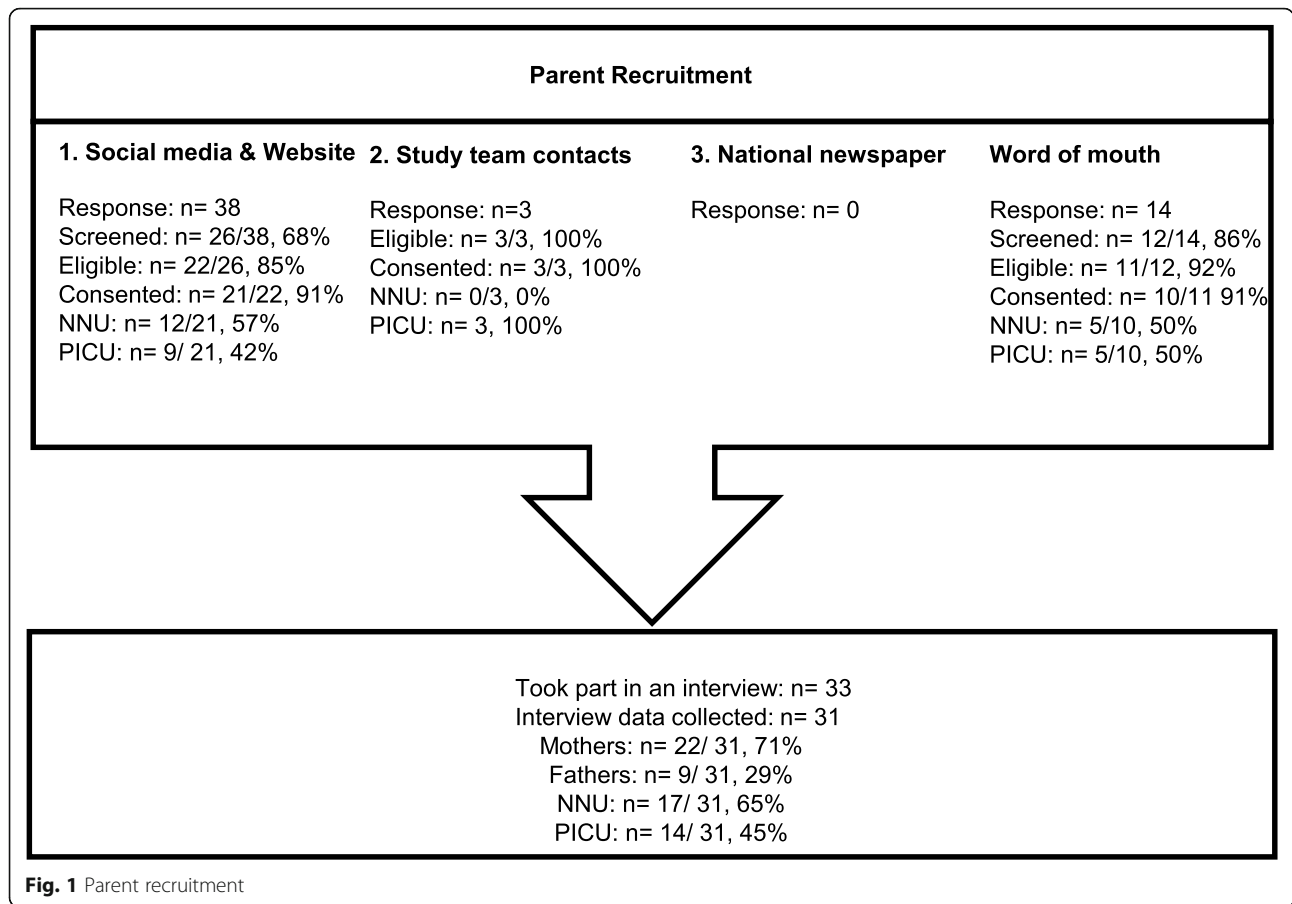 Parent Recruitment
1. Social media & Website
Response: n= 38
Screened: n= 26/38, 68%
Eligible: n= 22/26, 85%
Consented: n= 21/22, 91%
NNU: n= 12/21, 57%
PICU: n= 9/ 21, 42%
2. Study team contacts
Response: n=3
Eligible: n= 3/3, 100%
Consented: n= 3/3, 100%
NNU: n= 0/3, 0%
PICU: n= 3, 100%
3. National newspaper
Response: n= 0
Word of mouth
Response: n= 14
Screened: n= 12/14, 86%
Eligible: n= 11/12, 92%
Consented: n= 10/11 91%
NNU: n= 5/10, 50%
PICU: n= 5/10, 50%
Took part in an interview: n= 33
Interview data collected: n= 31
Mothers: n= 22/ 31, 71%
Fathers: n= 9/ 31, 29%
NNU: n= 17/ 31, 65%
PICU: n= 14/ 31, 45%
Fig. 1 Parent recruitment